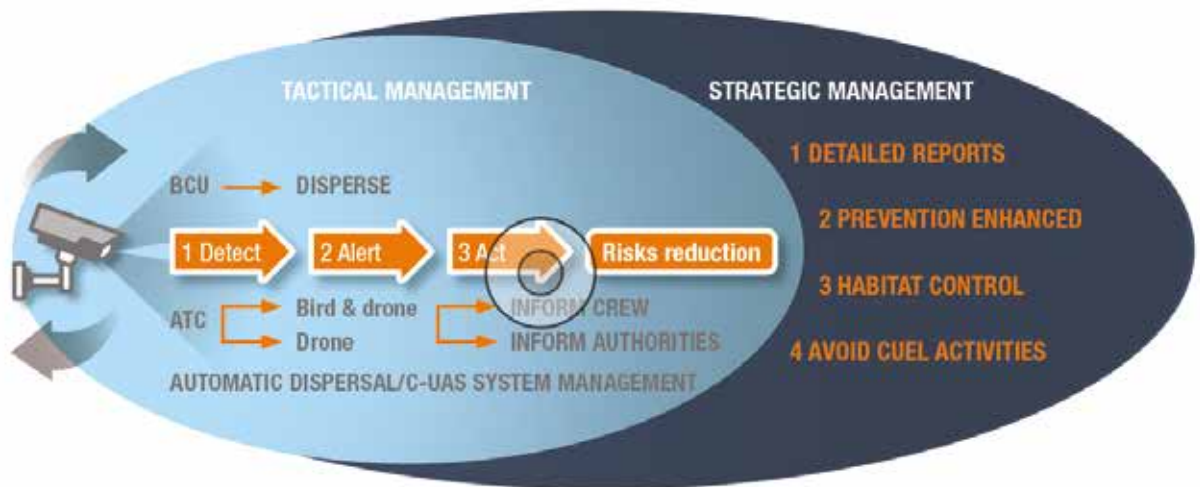 TACTICAL MANAGEMENT
STRATEGIC MANAGEMENT
BCU DISPERSE
1 Detect 2 Alert 3 Act Risks reduction
ATC
Bird & drone
Drone
INFORM CREW
INFORM AUTHORITIES
AUTOMATIC DISPERSAL/C-UAS SYSTEM MANAGEMENT
1 DETAILED REPORTS
2 PREVENTION ENHANCED
3 HABITAT CONTROL
4 AVOID CUEL ACTIVITIES